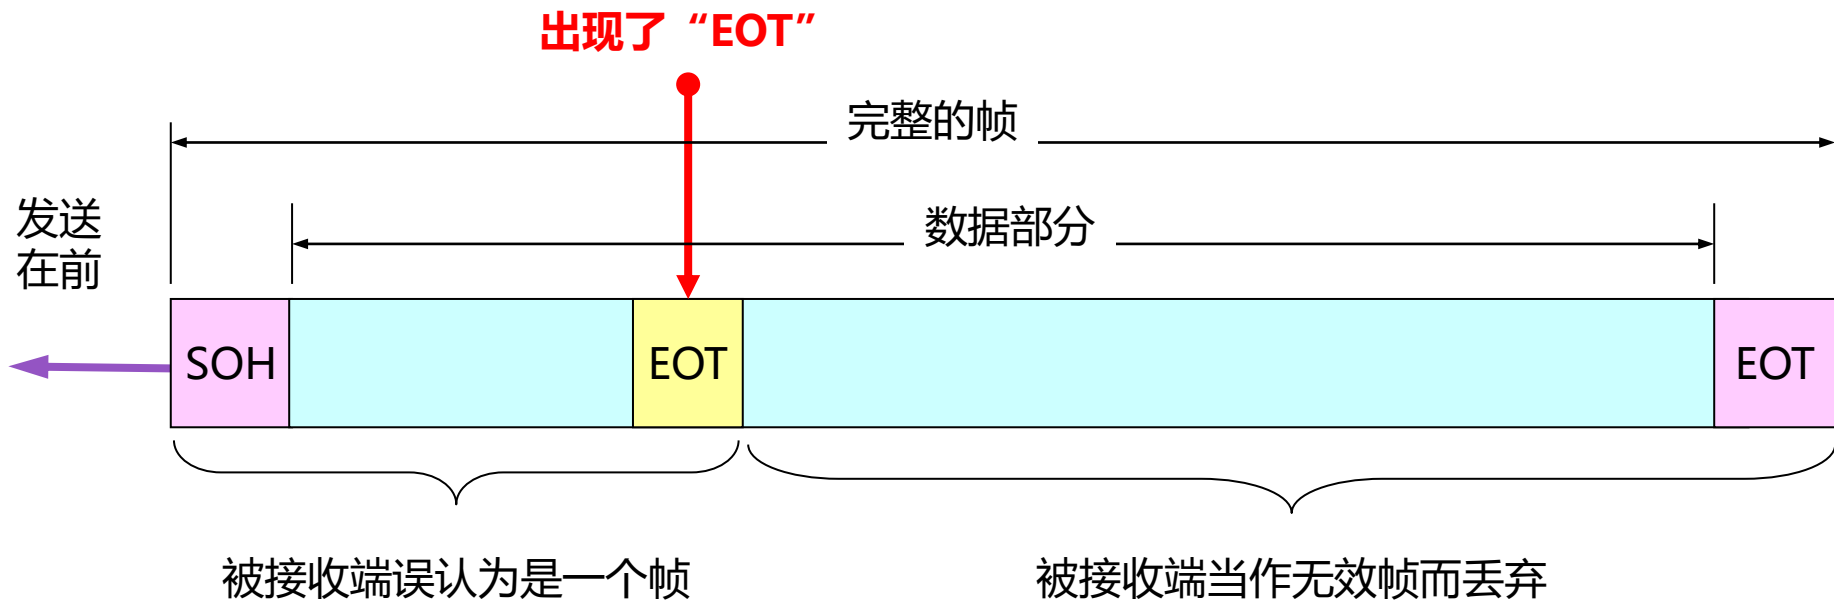 出现了“EOT”
完整的帧
数据部分
发送
在前
SOH
EOT
EOT
被接收端误认为是一个帧
被接收端当作无效帧而丢弃